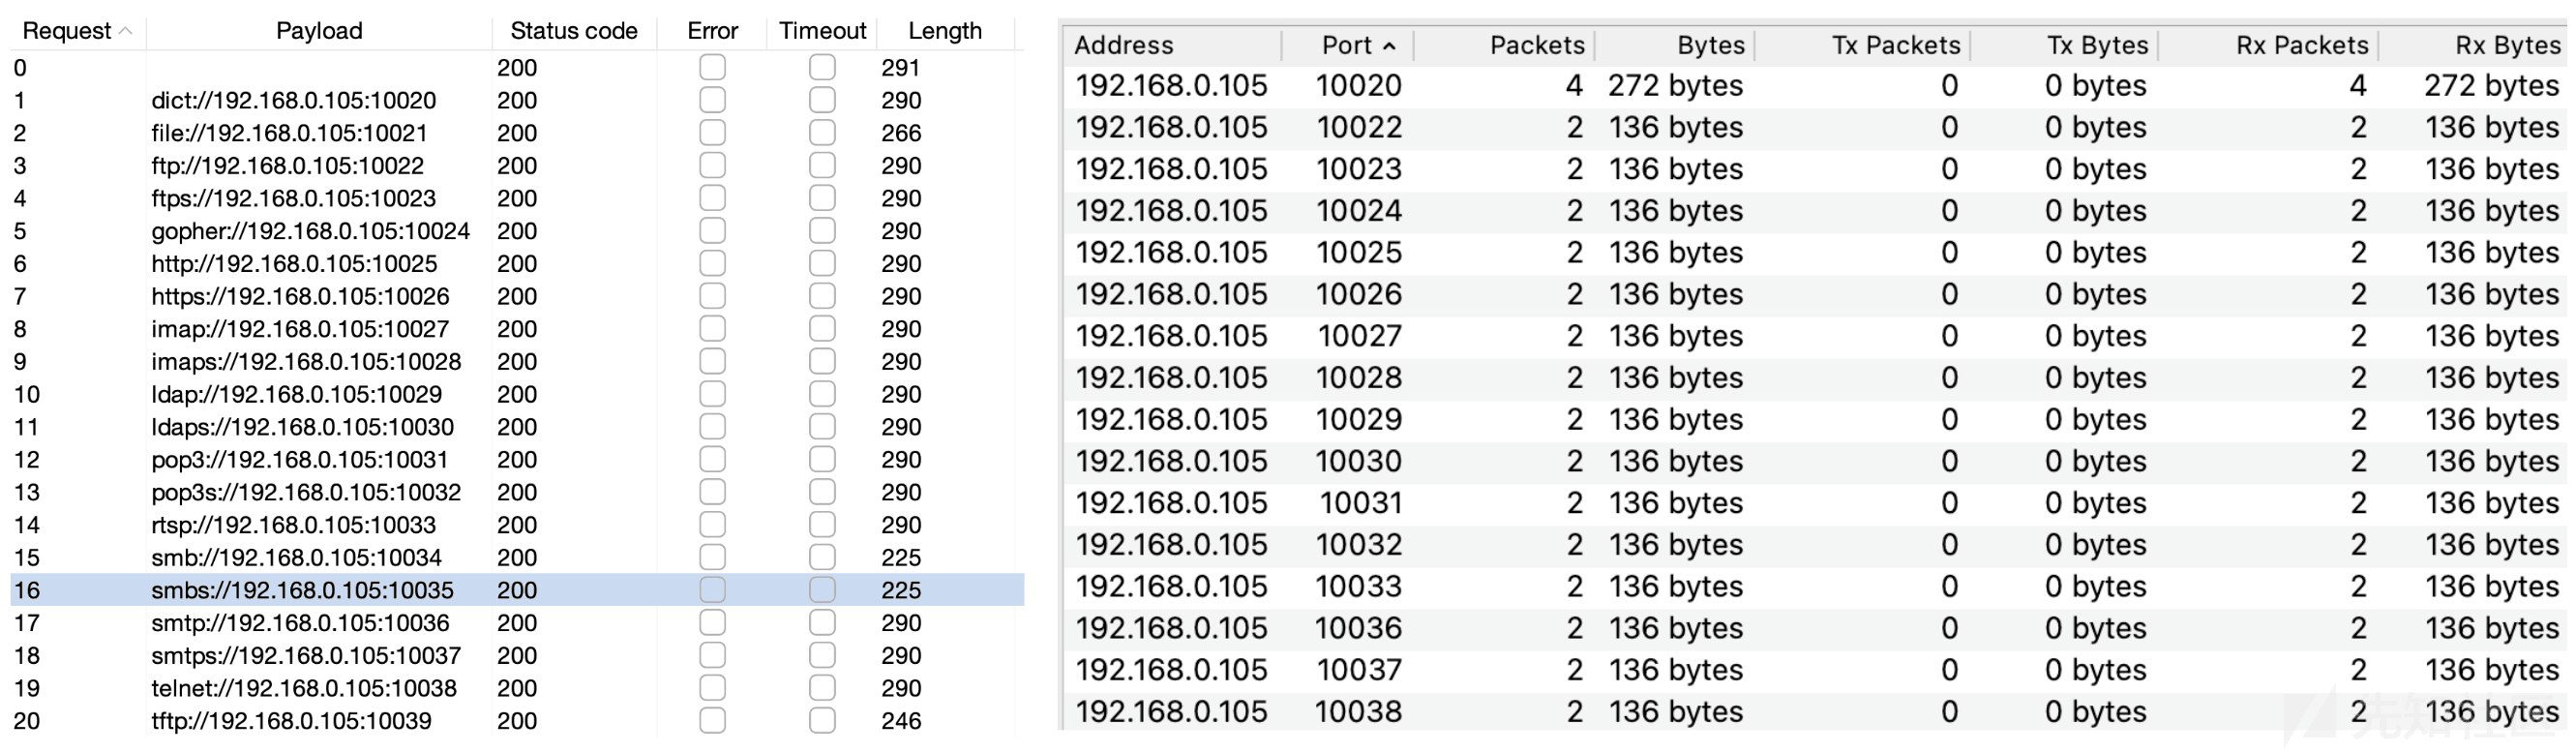 Request Payload Status code Error Timeout Length
0 200 291
1 dict://192.168.0.105:10020 200 290
2 file://192.168.0.105:10021 200 266
3 ftp://192.168.0.105:10022 200 290
4 ftps://192.168.0.105:10023 200 290
5 gopher://192.168.0.105:10024 200 290
6 http://192.168.0.105:10025 200 290
7 https://192.168.0.105:10026 200 290
8 imap://192.168.0.105:10027 200 290
9 imaps://192.168.0.105:10028 200 290
10 ldap://192.168.0.105:10029 200 290
11 ldaps://192.168.0.105:10030 200 290
12 pop3://192.168.0.105:10031 200 290
13 pop3s://192.168.0.105:10032 200 290
14 rtsp://192.168.0.105:10033 200 290
15 smb://192.168.0.105:10034 200 225
16 smbs://192.168.0.105:10035 200 225
17 smtp://192.168.0.105:10036 200 290
18 smtps://192.168.0.105:10037 200 290
19 telnet://192.168.0.105:10038 200 290
20 tftp://192.168.0.105:10039 200 246
Address Port Packets Bytes Tx Packets Tx Bytes Rx Packets Rx Bytes
192.168.0.105 10020 4 272 bytes 0 0 bytes 4 272 bytes
192.168.0.105 10022 2 136 bytes 0 0 bytes 2 136 bytes
192.168.0.105 10023 2 136 bytes 0 0 bytes 2 136 bytes
192.168.0.105 10024 2 136 bytes 0 0 bytes 2 136 bytes
192.168.0.105 10025 2 136 bytes 0 0 bytes 2 136 bytes
192.168.0.105 10026 2 136 bytes 0 0 bytes 2 136 bytes
192.168.0.105 10027 2 136 bytes 0 0 bytes 2 136 bytes
192.168.0.105 10028 2 136 bytes 0 0 bytes 2 136 bytes
192.168.0.105 10029 2 136 bytes 0 0 bytes 2 136 bytes
192.168.0.105 10030 2 136 bytes 0 0 bytes 2 136 bytes
192.168.0.105 10031 2 136 bytes 0 0 bytes 2 136 bytes
192.168.0.105 10032 2 136 bytes 0 0 bytes 2 136 bytes
192.168.0.105 10033 2 136 bytes 0 0 bytes 2 136 bytes
192.168.0.105 10036 2 136 bytes 0 0 bytes 2 136 bytes
192.168.0.105 10037 2 136 bytes 0 0 bytes 2 136 bytes
192.168.0.105 10038 2 136 bytes 0 0 bytes 2 136 bytes
先知社区